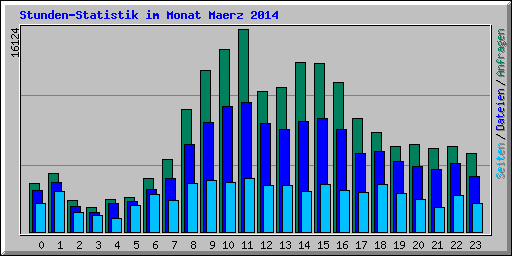 Stunden-Statistik im Monat Maerz 2014
16124
Seiten / Dateien / Anfragen
0 1 2 3 4 5 6 7 8 9 10 11 12 13 14 15 16 17 18 19 20 21 22 23